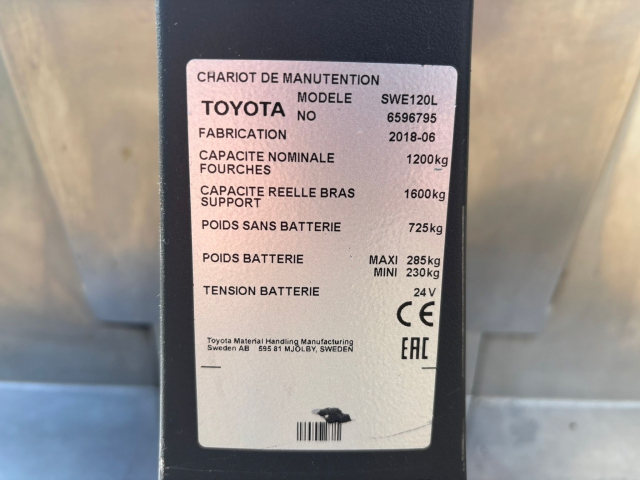 CHARIOT DE MANUTENTION
TOYOTA MODELE SWE120L
NO 6596795
FABRICATION 2018-06
CAPACITE NOMINALE FOURCHES 1200kg
CAPACITE REELLE BRAS SUPPORT 1600kg
POIDS SANS BATTERIE 725kg
POIDS BATTERIE MAXI 285kg
MINI 230kg
TENSION BATTERIE 24V
CE
Toyota Material Handling Manufacturing
Sweden AB 595 81 MJÖLBY, SWEDEN
EAC